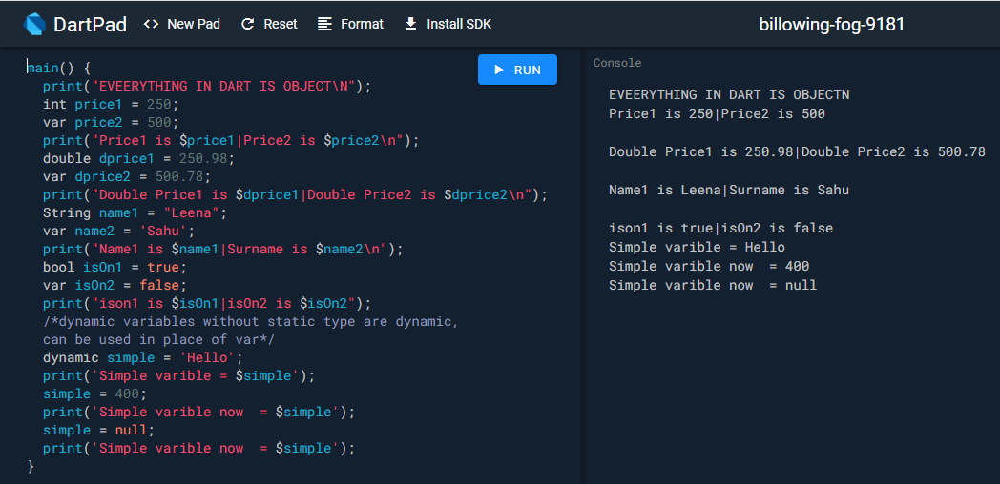 DartPad <> New Pad Reset Format Install SDK billowing-fog-9181
main() {
print("EVEERYTHING IN DART IS OBJECT\N");
int price1 = 250;
var price2 = 500;
print("Price1 is $price1|Price2 is $price2\n");
double dprice1 = 250.98;
var dprice2 = 500.78;
print("Double Price1 is $dprice1|Double Price2 is $dprice2\n");
String name1 = "Leena";
var name2 = 'Sahu';
print("Name1 is $name1|Surname is $name2\n");
bool isOn1 = true;
var isOn2 = false;
print("ison1 is $isOn1|isOn2 is $isOn2");
/*dynamic variables without static type are dynamic,
can be used in place of var*/
dynamic simple = 'Hello';
print('Simple varible = $simple');
simple = 400;
print('Simple varible now  = $simple');
simple = null;
print('Simple varible now  = $simple');
}
RUN
Console
EVEERYTHING IN DART IS OBJECTN
Price1 is 250|Price2 is 500
Double Price1 is 250.98|Double Price2 is 500.78
Name1 is Leena|Surname is Sahu
ison1 is true|isOn2 is false
Simple varible = Hello
Simple varible now  = 400
Simple varible now  = null